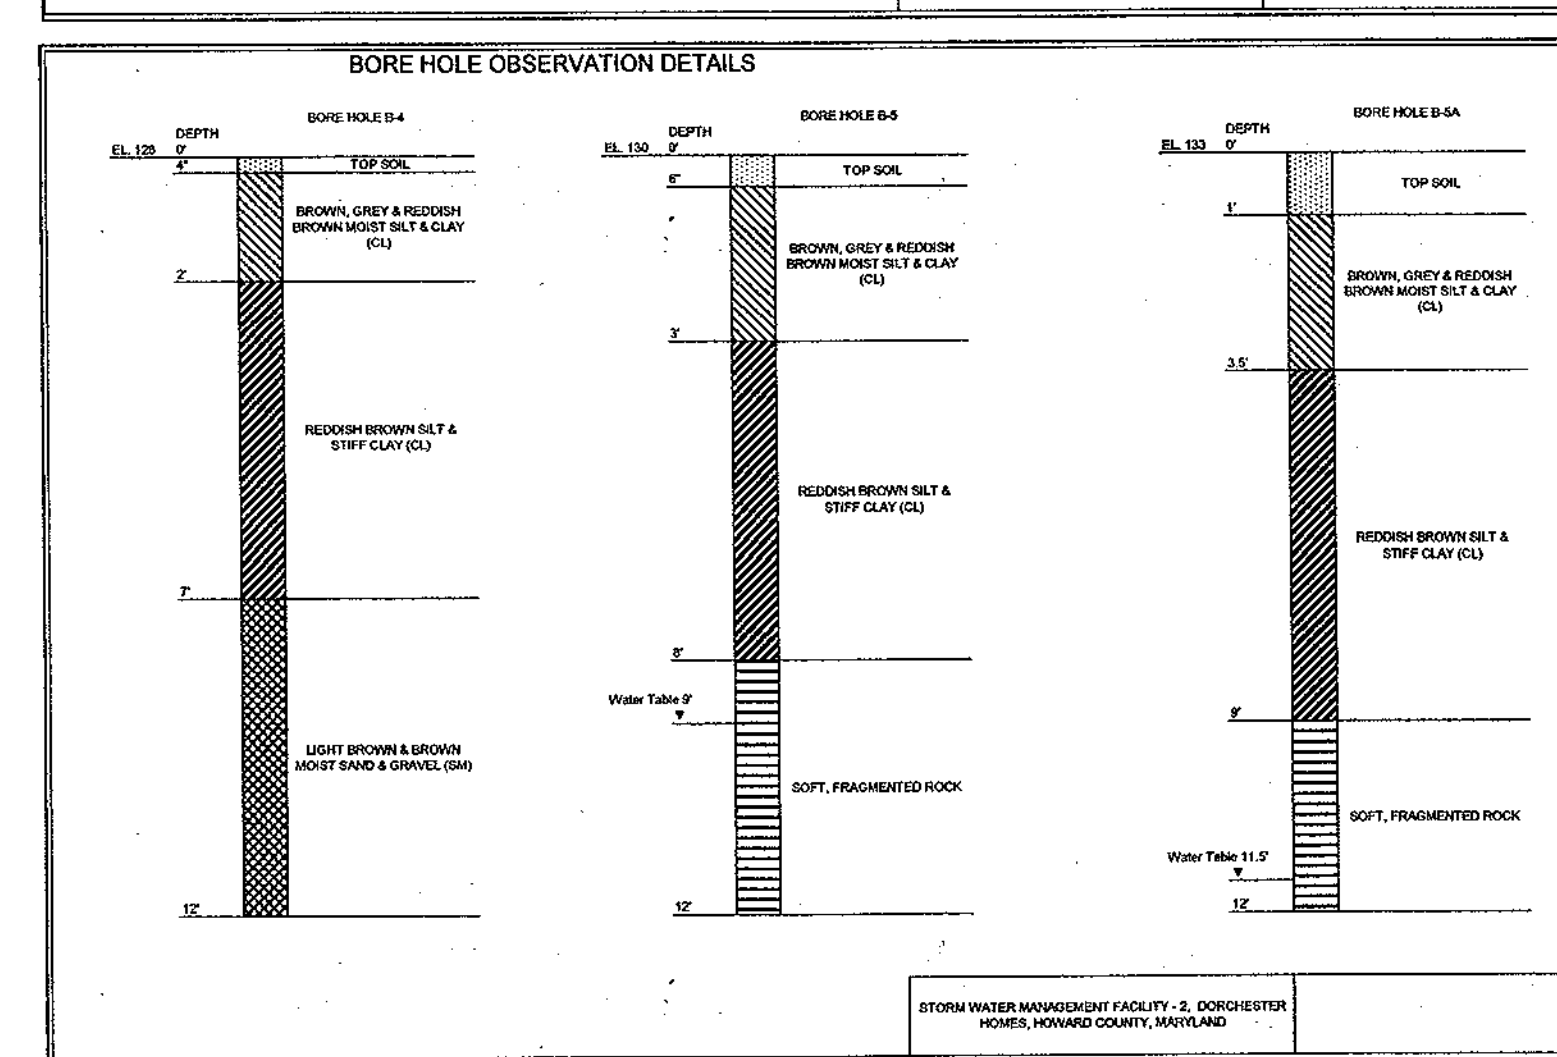 BORE HOLE OBSERVATION DETAILS
BORE HOLE B-4
DEPTH
EL. 128 0'
4"
TOP SOIL
BROWN, GREY & REDDISH
BROWN MOIST SILT & CLAY
(CL)
2'
REDDISH BROWN SILT &
STIFF CLAY (CL)
7'
LIGHT BROWN & BROWN
MOIST SAND & GRAVEL (SM)
12'
BORE HOLE B-5
DEPTH
EL. 130 0'
TOP SOIL
6"
BROWN, GREY & REDDISH
BROWN MOIST SILT & CLAY
(CL)
3'
REDDISH BROWN SILT &
STIFF CLAY (CL)
8'
Water Table 9'
SOFT, FRAGMENTED ROCK
12'
BORE HOLE B-5A
DEPTH
EL. 133 0'
TOP SOIL
1'
BROWN, GREY & REDDISH
BROWN MOIST SILT & CLAY
(CL)
3.5'
REDDISH BROWN SILT &
STIFF CLAY (CL)
9'
SOFT, FRAGMENTED ROCK
Water Table 11.5'
12'
STORM WATER MANAGEMENT FACILITY - 2, DORCHESTER
HOMES, HOWARD COUNTY, MARYLAND